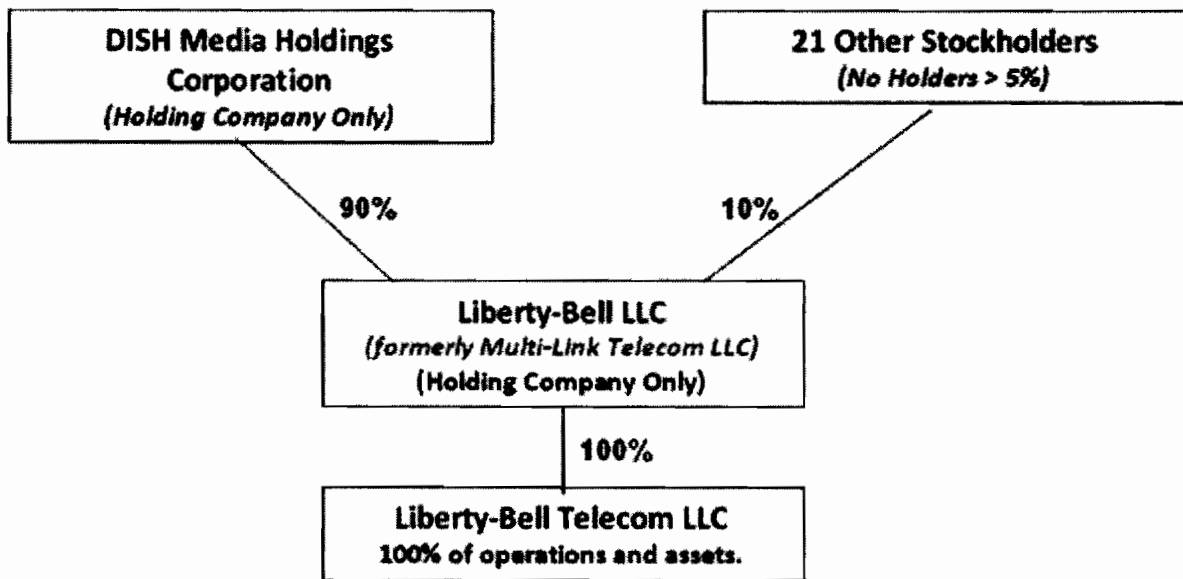 DISH Media Holdings
Corporation
(Holding Company Only)
21 Other Stockholders
(No Holders > 5%)
90%
10%
Liberty-Bell LLC
(formerly Multi-Link Telecom LLC)
(Holding Company Only)
100%
Liberty-Bell Telecom LLC
100% of operations and assets.